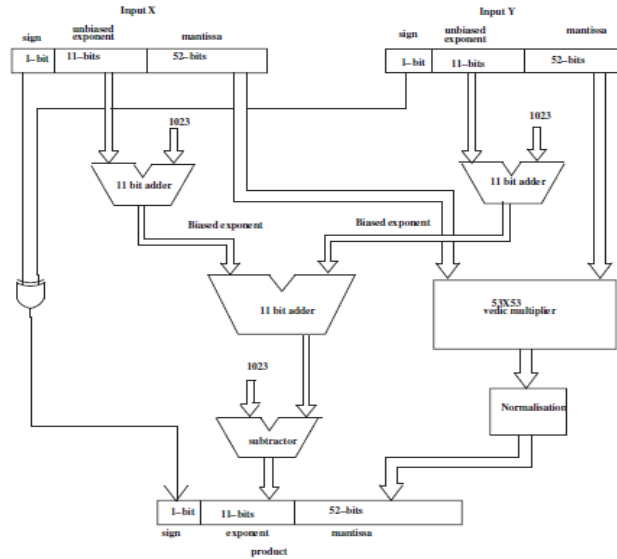 Input X
Input Y
sign
unbiased
exponent
mantissa
sign
unbiased
exponent
mantissa
1-bit
11-bits
52-bits
1-bit
11-bits
52-bits
1023
1023
11 bit adder
11 bit adder
Biased exponent
Biased exponent
11 bit adder
53X53
vedic multiplier
1023
Normalisation
subtractor
1-bit
11-bits
52-bits
sign
exponent
mantissa
product